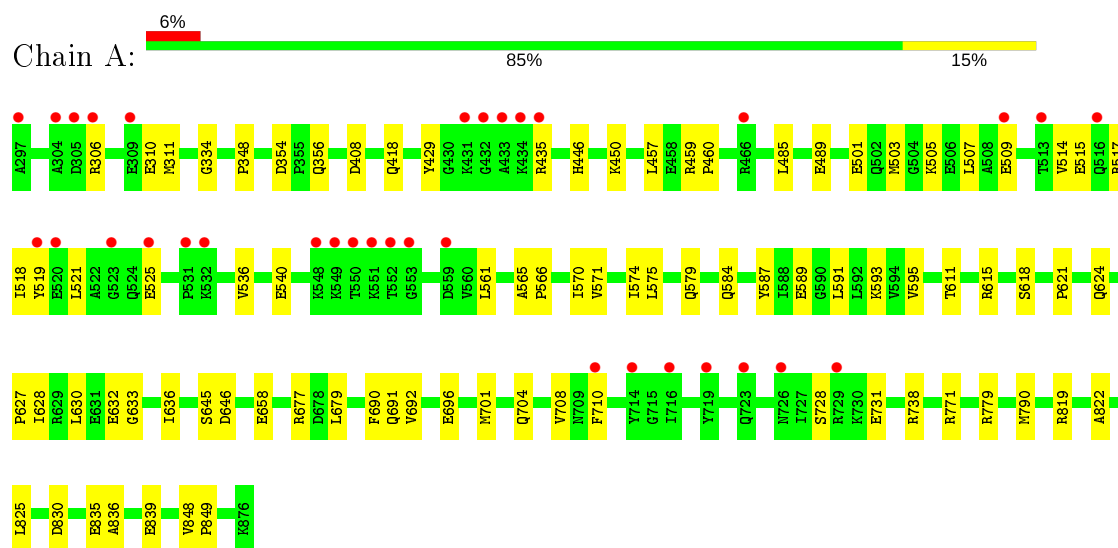 6%
Chain A:
85% 15%
A297 A304 D305 R306 E309 E310 M311 G334 P348 D354 P355 Q356 D408 Q418 Y429 G430 K431 G432 A433 K434 R435 H446 K450 L457 E458 R459 P460 R466 L485 E489 E501 Q502 M503 G504 K505 E506 L507 A508 E509 T513 V514 E515 Q516 R517
I518 Y519 E520 L521 A522 G523 Q524 E525 P531 K532 V536 E540 K548 K549 T550 K551 T552 G553 D559 V560 L561 A565 P566 I570 V571 I574 L575 Q579 Q584 Y587 I588 E589 G590 L591 L592 K593 V594 V595 T611 R615 S618 P621 Q624
P627 I628 R629 L630 E631 E632 G633 I636 S645 D646 E658 R677 D678 L679 F690 Q691 V692 E696 M701 Q704 V708 N709 F710 Y714 G715 I716 Y719 Q723 N726 I727 S728 R729 K730 E731 R738 R771 R779 M790 R819 A822
L825 D830 E835 A836 E839 V848 P849 K876